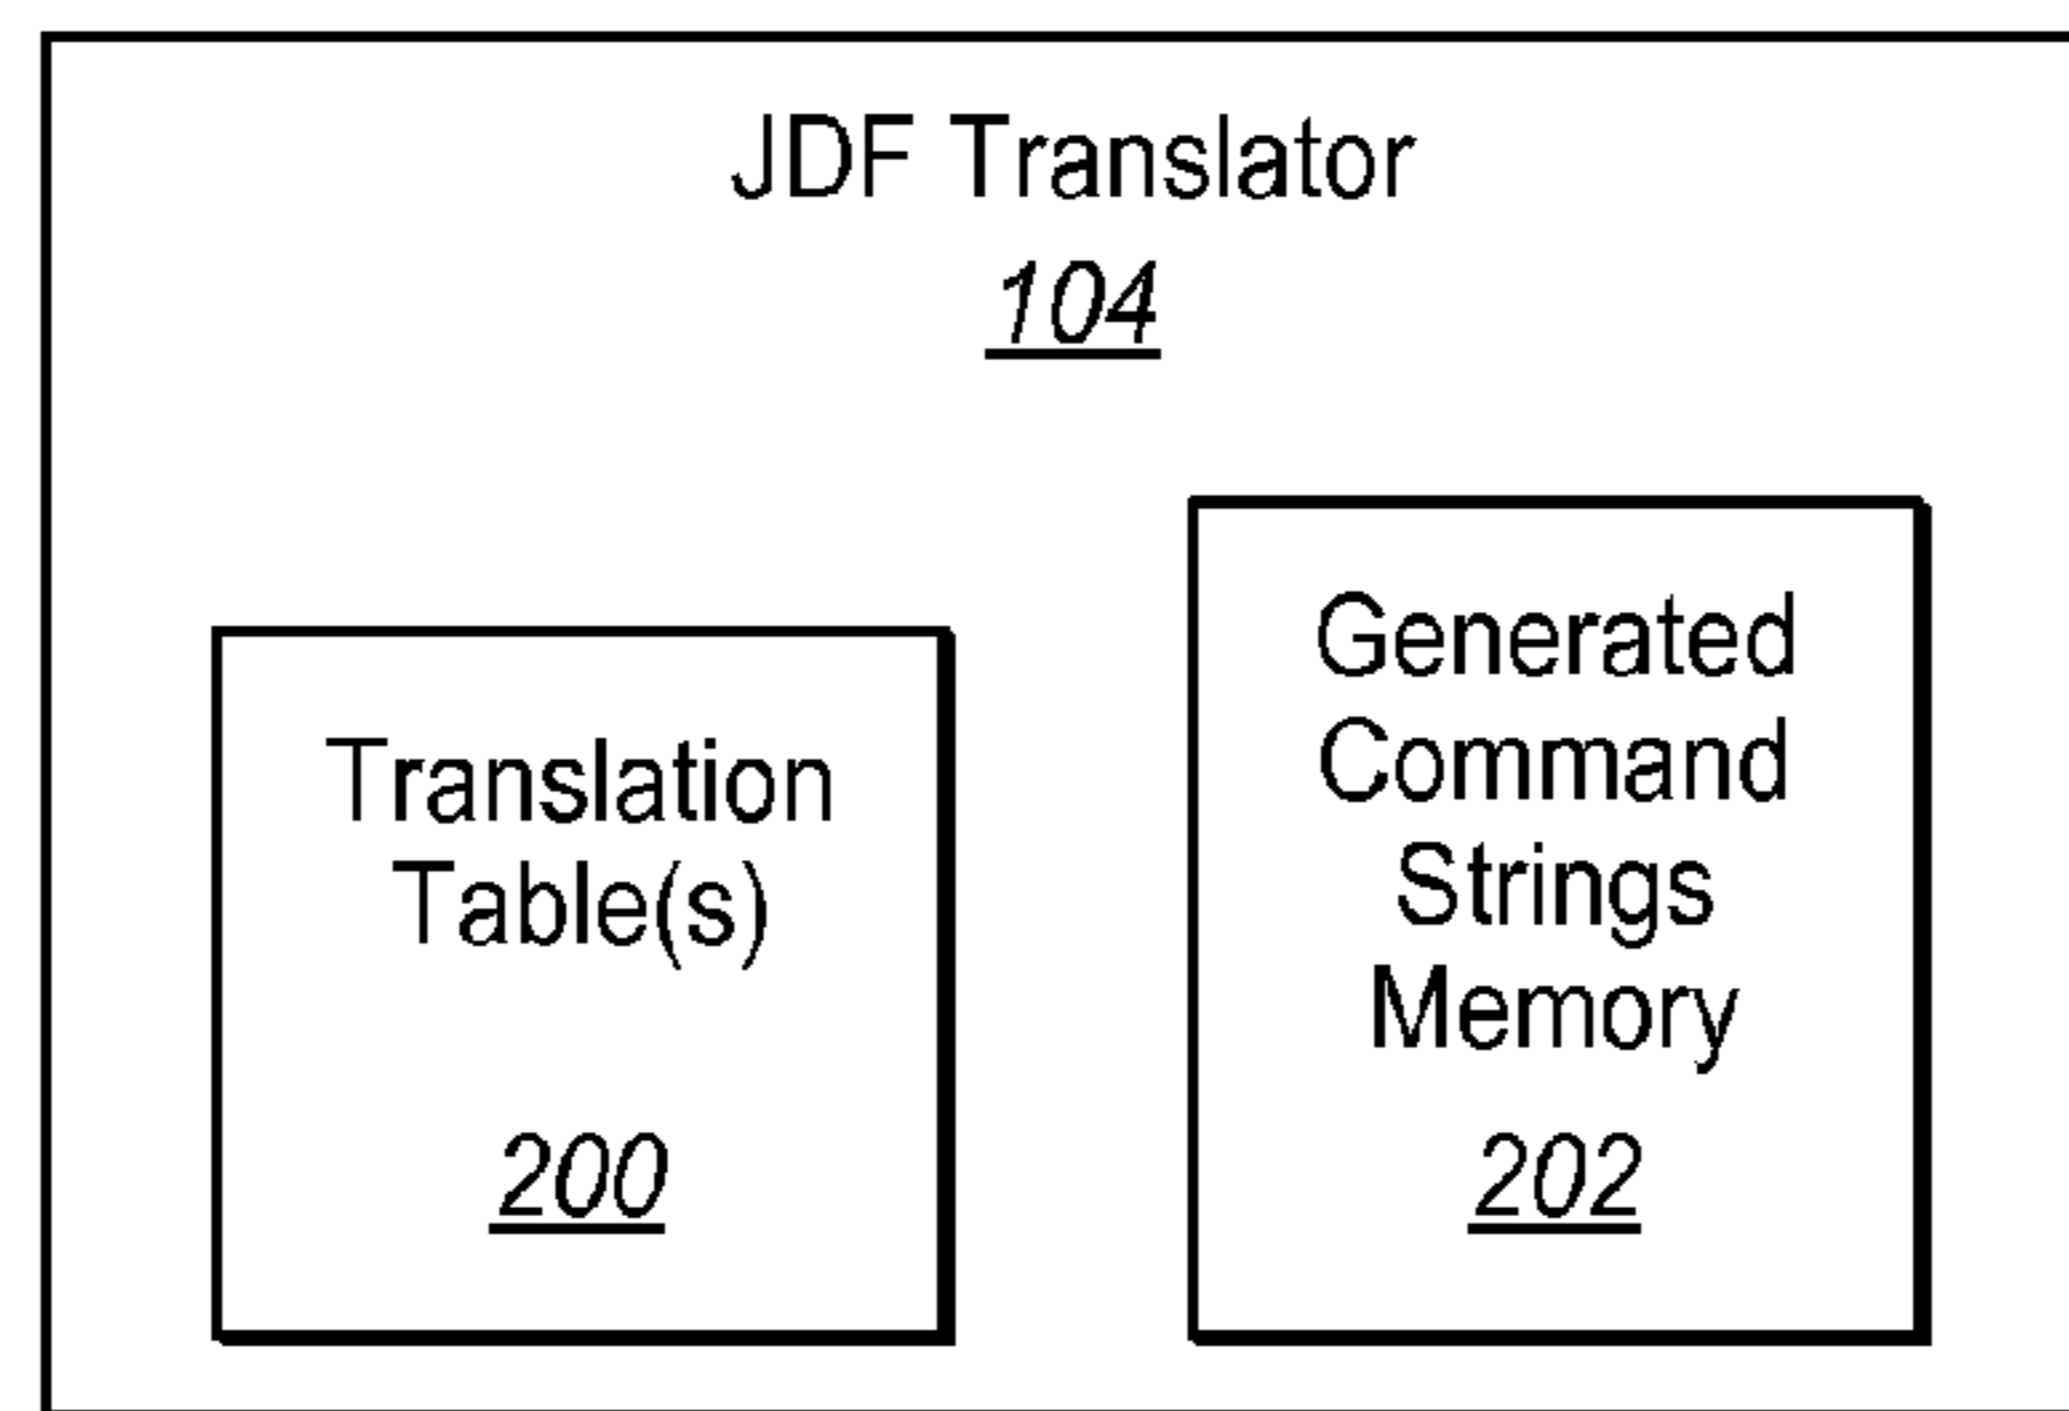 JDF Translator
104
Translation
Table(s)
200
Generated
Command
Strings
Memory
202